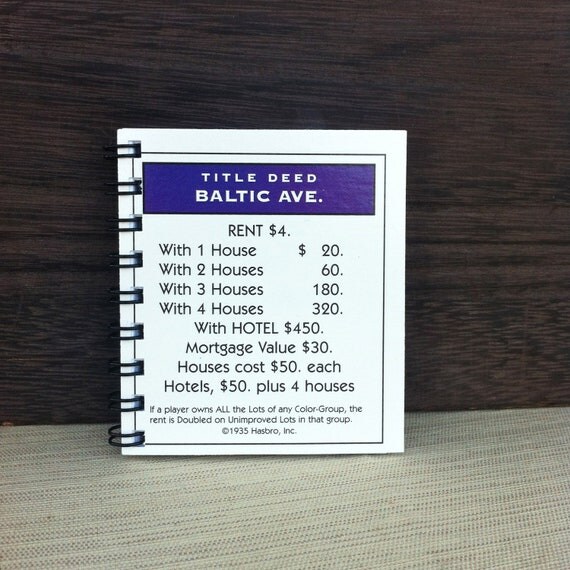 TITLE DEED
BALTIC AVE.
RENT $4.
With 1 House $ 20.
With 2 Houses 60.
With 3 Houses 180.
With 4 Houses 320.
With HOTEL $450.
Mortgage Value $30.
Houses cost $50. each
Hotels, $50. plus 4 houses
If a player owns ALL the Lots of any Color-Group, the
rent is Doubled on Unimproved Lots in that group.
©1935 Hasbro, Inc.